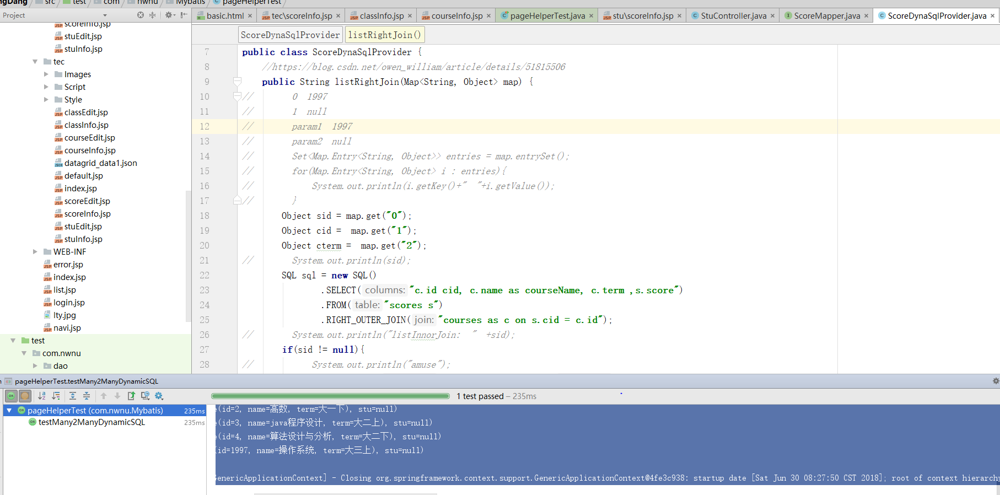 ngDang src test com nwnu Mybatis pageHelperTest
Project
basic.html tec\scoreInfo.jsp classInfo.jsp courseInfo.jsp pageHelperTest.java stu\scoreInfo.jsp StuController.java ScoreMapper.java ScoreDynaSqlProvider.java
scoreInfo.jsp
stuEdit.jsp
stuInfo.jsp
tec
Images
Script
Style
classEdit.jsp
classInfo.jsp
courseEdit.jsp
courseInfo.jsp
datagrid_data1.json
default.jsp
index.jsp
scoreEdit.jsp
scoreInfo.jsp
stuEdit.jsp
stuInfo.jsp
WEB-INF
error.jsp
index.jsp
list.jsp
login.jsp
lty.jpg
navi.jsp
test
com.nwnu
dao
ScoreDynaSqlProvider listRightJoin()
7 public class ScoreDynaSqlProvider {
8 //https://blog.csdn.net/owen_william/article/details/51815506
9 public String listRightJoin(Map<String, Object> map) {
10 // 0 1997
11 // 1 null
12 // param1 1997
13 // param2 null
14 // Set<Map.Entry<String, Object>> entries = map.entrySet();
15 // for(Map.Entry<String, Object> i : entries){
16 // System.out.println(i.getKey()+" "+i.getValue());
17 // }
18 Object sid = map.get("0");
19 Object cid = map.get("1");
20 Object cterm = map.get("2");
21 // System.out.println(sid);
22 SQL sql = new SQL()
23 .SELECT( columns: "c.id cid, c.name as courseName, c.term ,s.score")
24 .FROM( table: "scores s")
25 .RIGHT_OUTER_JOIN( join: "courses as c on s.cid = c.id");
26 // System.out.println("listInnorJoin: " +sid);
27 if(sid != null){
28 // System.out.println("amuse");
pageHelperTest.testMany2ManyDynamicSQL
1 test passed – 235ms
pageHelperTest (com.nwnu.Mybatis) 235ms
testMany2ManyDynamicSQL 235ms
e(id=2, name=高数, term=大一下), stu=null)
e(id=3, name=java程序设计, term=大二上), stu=null)
e(id=4, name=算法设计与分析, term=大二下), stu=null)
(id=1997, name=操作系统, term=大三上), stu=null)
GenericApplicationContext] - Closing org.springframework.context.support.GenericApplicationContext@4fe3c938: startup date [Sat Jun 30 08:27:50 CST 2018]; root of context hierarchy